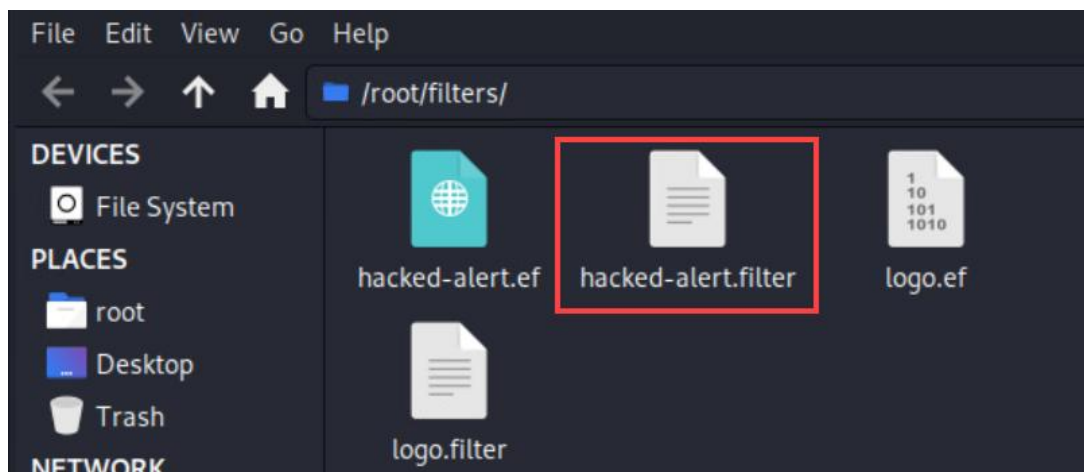 File Edit View Go Help
/root/filters/
DEVICES
File System
PLACES
root
Desktop
Trash
NETWORK
1
10
101
1010
hacked-alert.ef hacked-alert.filter logo.ef
logo.filter